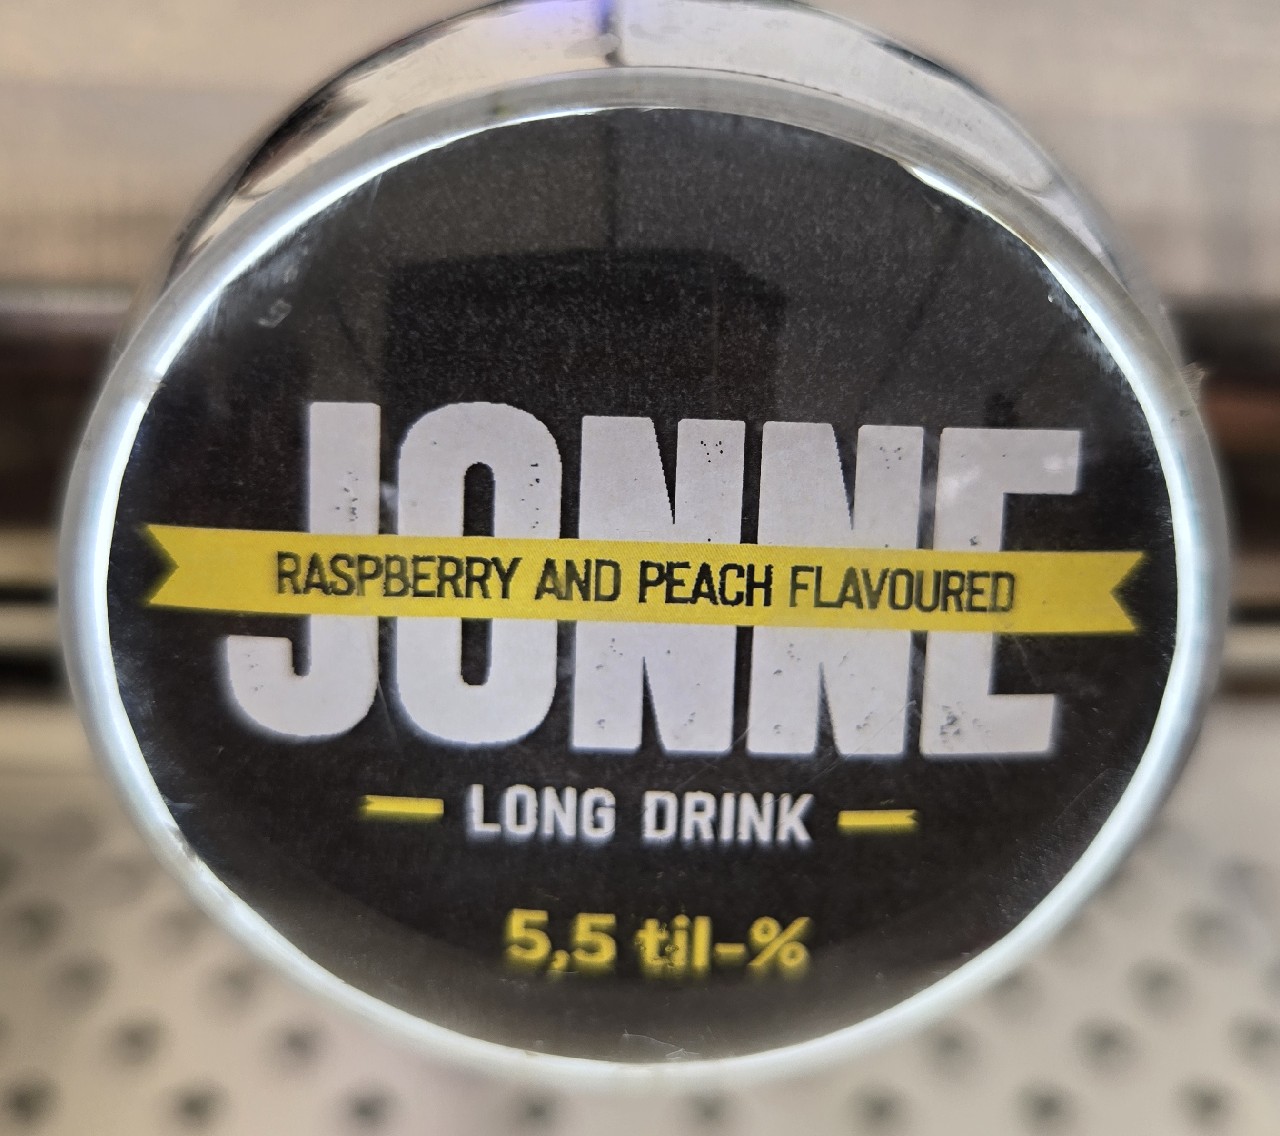 JONNE
RASPBERRY AND PEACH FLAVOURED
LONG DRINK
5,5 til-%